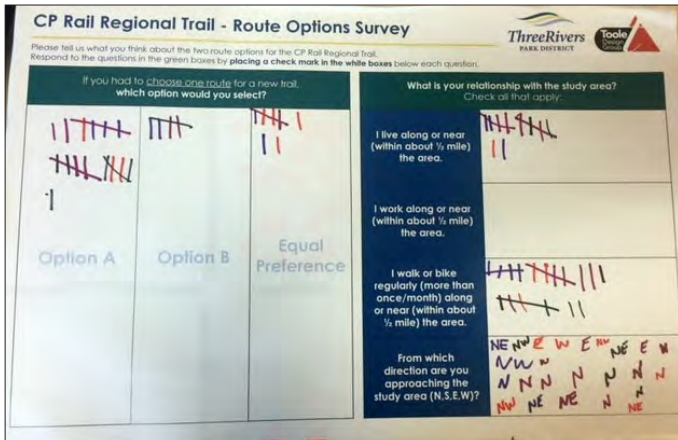 CP Rail Regional Trail - Route Options Survey
ThreeRivers
PARK DISTRICT
Toole
Design
Group
Please tell us what you think about the two route options for the CP Rail Regional Trail.
Respond to the questions in the green boxes by placing a check mark in the white boxes below each question.
If you had to choose one route for a new trail,
which option would you select?
Option A
Option B
Equal
Preference
What is your relationship with the study area?
Check all that apply:
I live along or near
(within about ½ mile)
the area.
I work along or near
(within about ½ mile)
the area.
I walk or bike
regularly (more than
once/month) along
or near (within about
½ mile) the area.
From which
direction are you
approaching the
study area (N,S,E,W)?
NE NW E W E NW NE E
NW N
N N N N N N N
NW NE NE N N NE